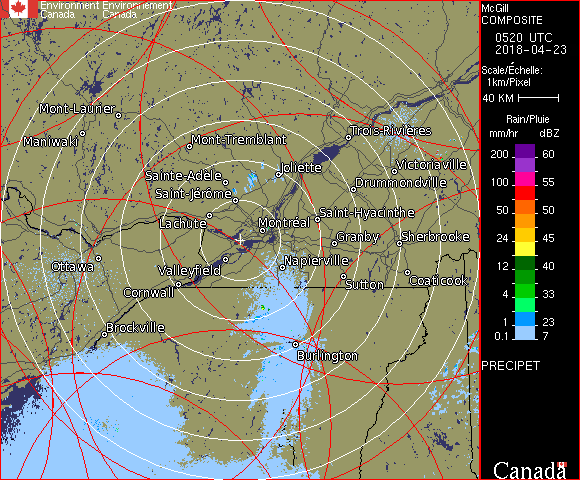 Environment Environnement
Canada Canada
McGill
COMPOSITE
0520 UTC
2018-04-23
Scale/Échelle:
1km/Pixel
40 KM
Rain/Pluie
mm/hr dBZ
200 60
100 55
50 50
24 45
12 40
4 33
1 23
0.1 7
PRECIPET
Canada
Mont-Laurier
Maniwaki
Mont-Tremblant
Trois-Rivières
Sainte-Adèle
Joliette
Victoriaville
Saint-Jérôme
Drummondville
Lachute
Montréal
Saint-Hyacinthe
Granby
Sherbrooke
Ottawa
Valleyfield
Napierville
Cornwall
Sutton
Coaticook
Brockville
Burlington